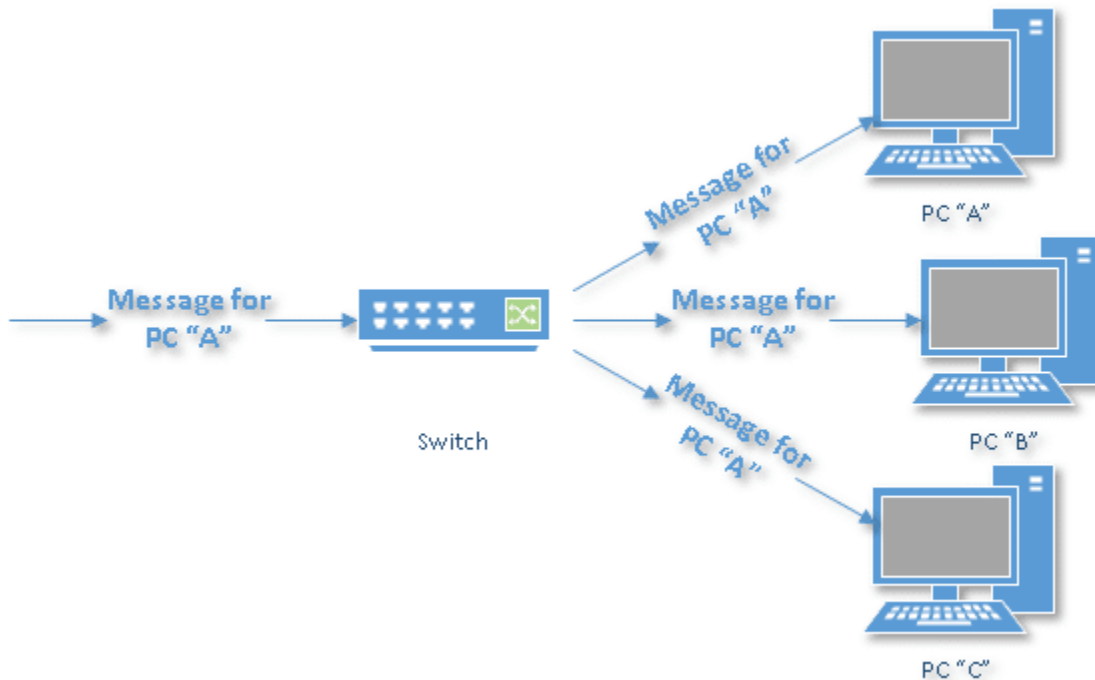 Message for
PC “A”
Switch
Message for
PC “A”
PC “A”
Message for
PC “A”
PC “B”
Message for
PC “A”
PC “C”